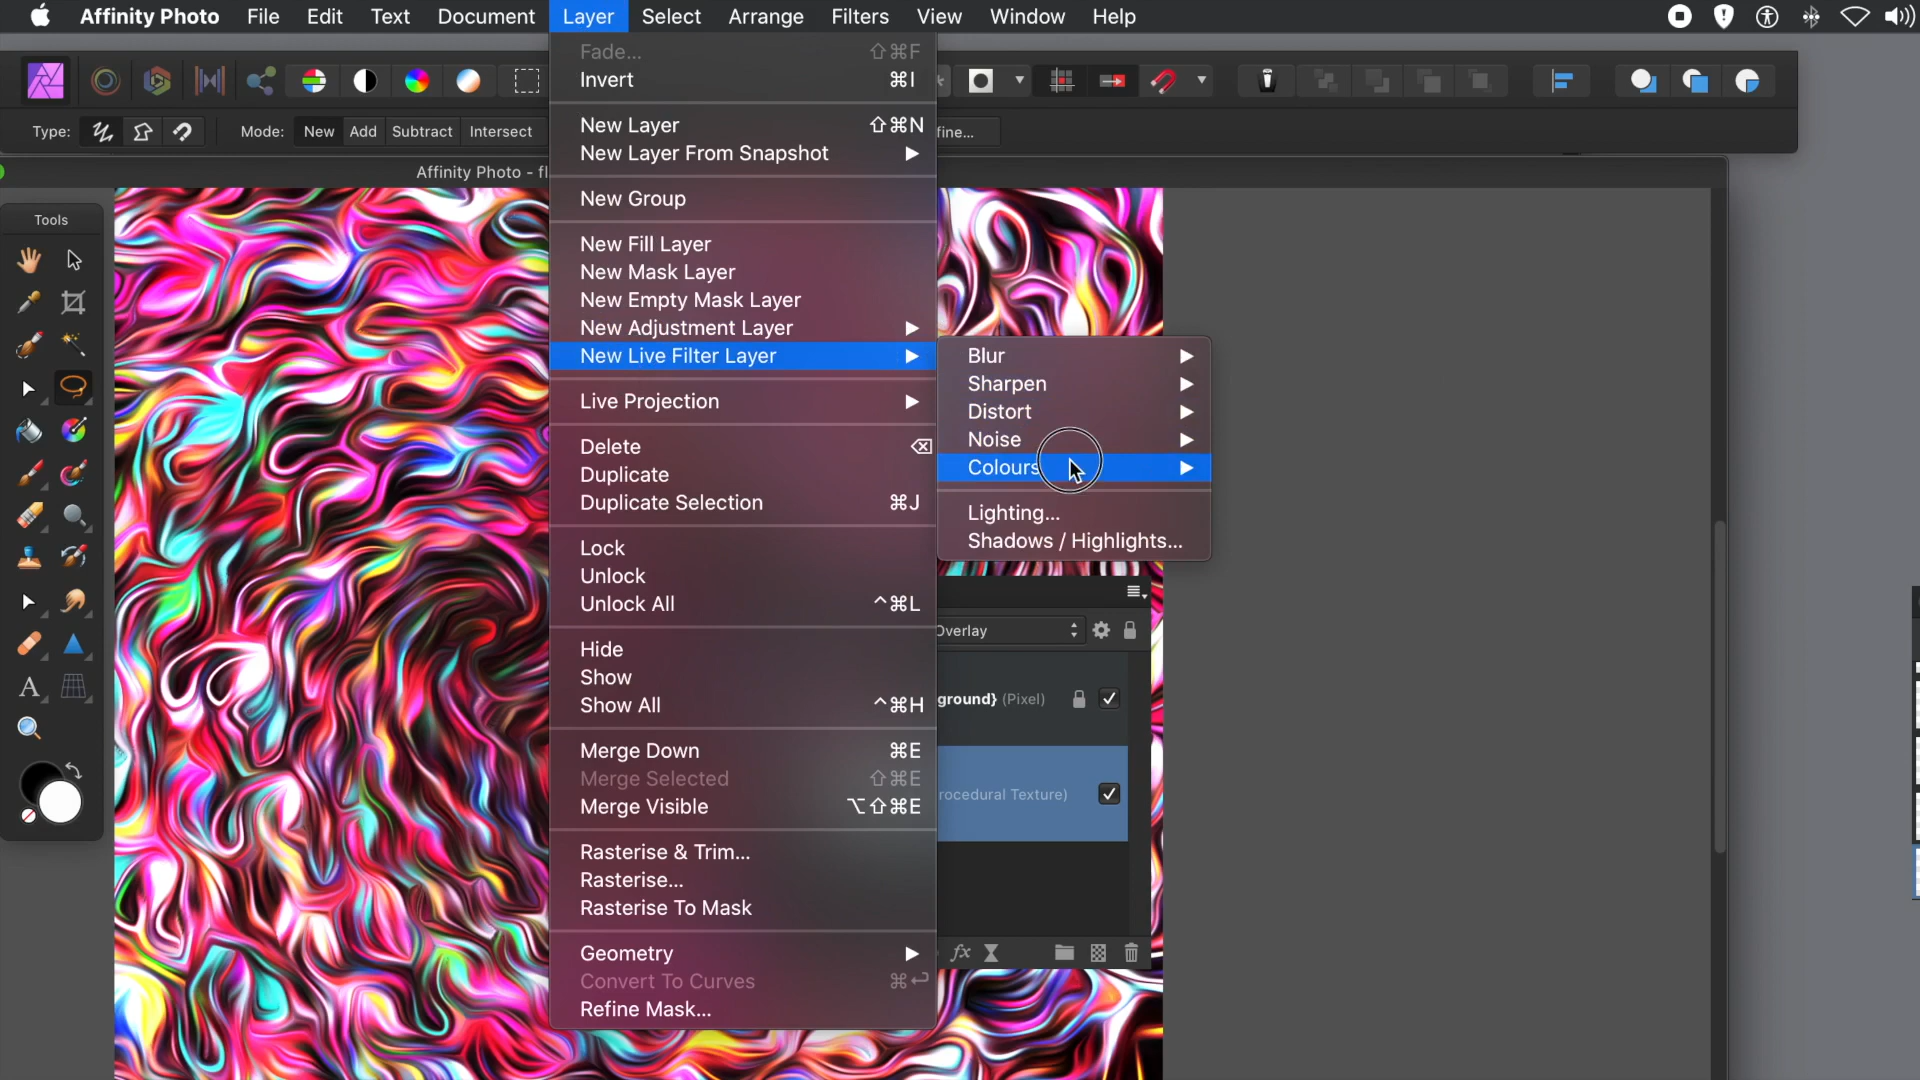 Affinity Photo File Edit Text Document Layer Select Arrange Filters View Window Help
Type: Mode: New Add Subtract Intersect
fine...
Affinity Photo - fl
Tools
Fade... ⇧⌘F
Invert ⌘I
New Layer ⇧⌘N
New Layer From Snapshot
New Group
New Fill Layer
New Mask Layer
New Empty Mask Layer
New Adjustment Layer
New Live Filter Layer
Live Projection
Delete ⌫
Duplicate
Duplicate Selection ⌘J
Lock
Unlock
Unlock All ^⌘L
Hide
Show
Show All ^⌘H
Merge Down ⌘E
Merge Selected ⇧⌘E
Merge Visible ⌥⇧⌘E
Rasterise & Trim...
Rasterise...
Rasterise To Mask
Geometry
Convert To Curves ⌘↩
Refine Mask...
Blur
Sharpen
Distort
Noise
Colours
Lighting...
Shadows / Highlights...
Overlay
ground} (Pixel)
rocedural Texture)
fx
A